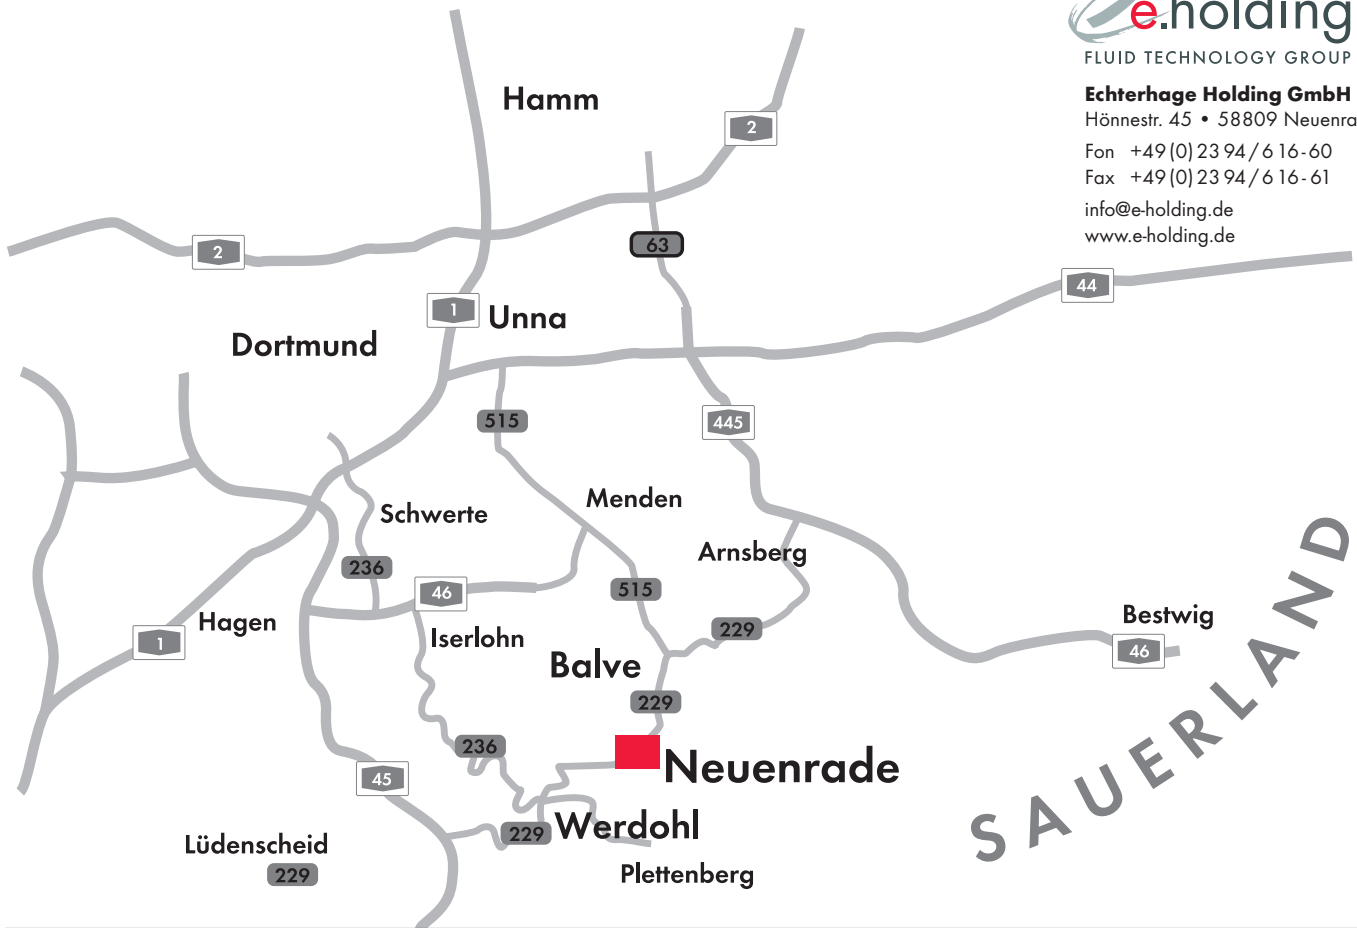 e.holding
FLUID TECHNOLOGY GROUP
Echterhage Holding GmbH
Hönnestr. 45 • 58809 Neuenra
Fon +49 (0) 23 94 / 6 16 - 60
Fax +49 (0) 23 94 / 6 16 - 61
info@e-holding.de
www.e-holding.de
Hamm
2
2
63
44
1
Unna
Dortmund
515
445
Menden
Schwerte
Arnsberg
236
46
515
Hagen
1
Iserlohn
229
Bestwig
46
Balve
229
236
Neuenrade
45
SAUERLAND
229
Werdohl
Lüdenscheid
229
Plettenberg